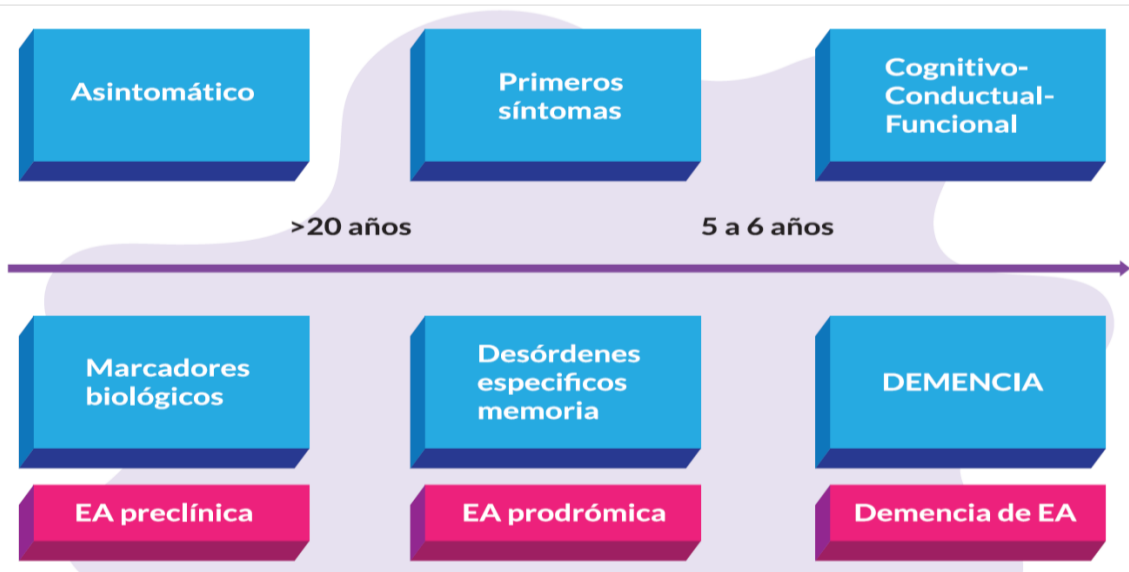 Asintomático
Primeros
síntomas
Cognitivo-
Conductual-
Funcional
>20 años
5 a 6 años
Marcadores
biológicos
Desórdenes
especificos
memoria
DEMENCIA
EA preclínica
EA prodrómica
Demencia de EA